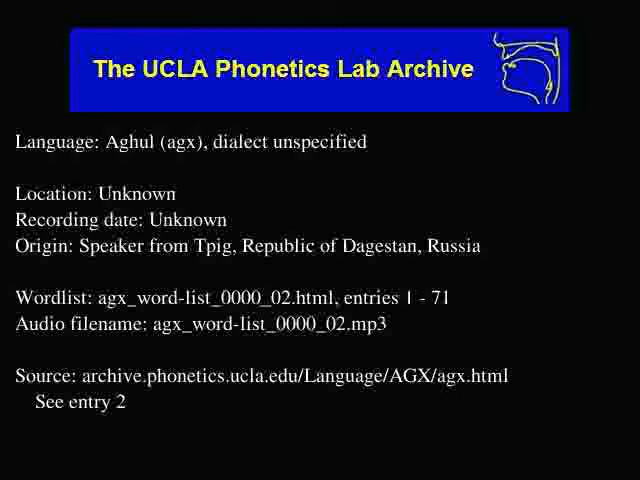 The UCLA Phonetics Lab Archive
Language: Aghul (agx), dialect unspecified
Location: Unknown
Recording date: Unknown
Origin: Speaker from Tpig, Republic of Dagestan, Russia
Wordlist: agx_word-list_0000_02.html, entries 1 - 71
Audio filename: agx_word-list_0000_02.mp3
Source: archive.phonetics.ucla.edu/Language/AGX/agx.html
See entry 2